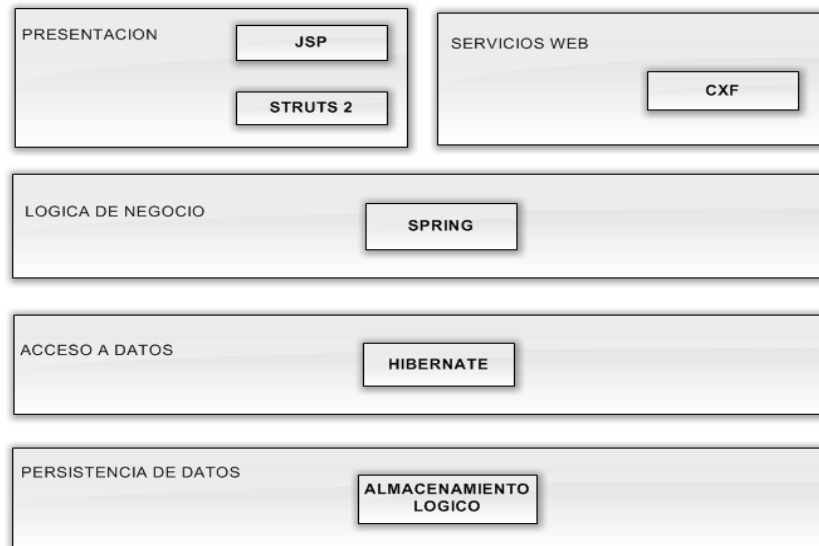 PRESENTACION
JSP
STRUTS 2
SERVICIOS WEB
CXF
LOGICA DE NEGOCIO
SPRING
ACCESO A DATOS
HIBERNATE
PERSISTENCIA DE DATOS
ALMACENAMIENTO
LOGICO